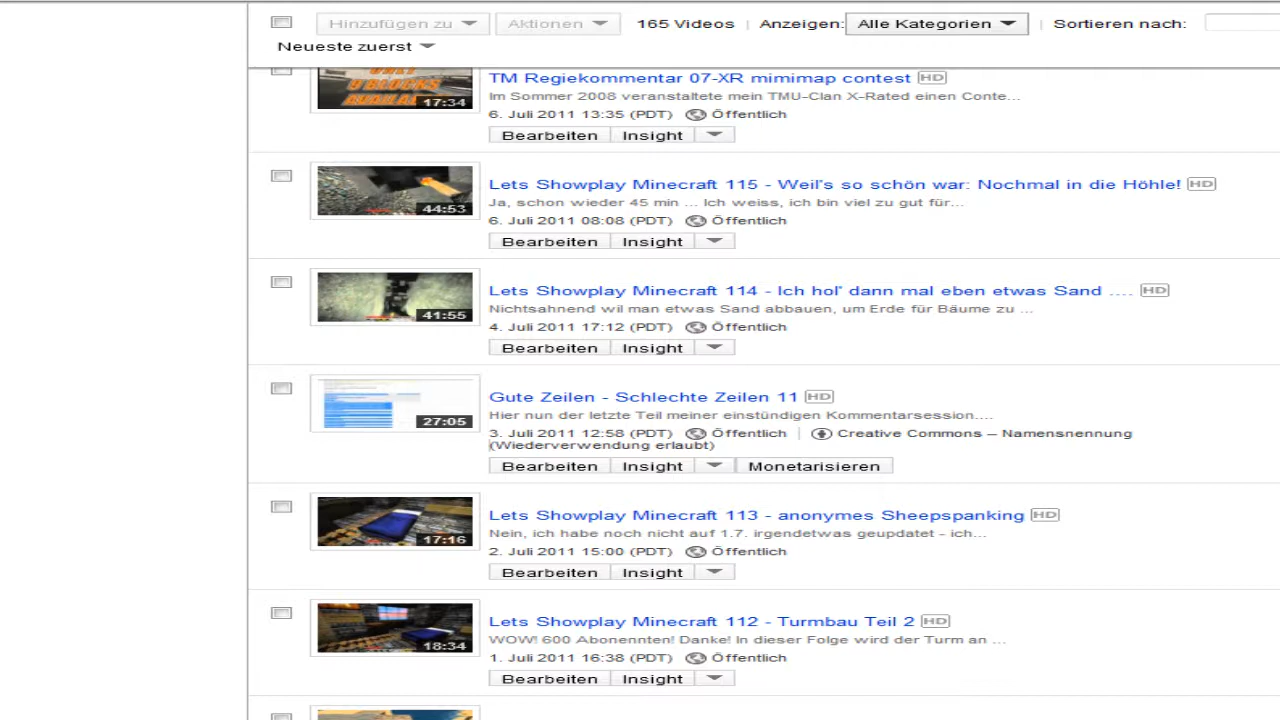 Hinzufügen zu Aktionen 165 Videos | Anzeigen: Alle Kategorien | Sortieren nach:
Neueste zuerst
9 BLOCKS
17:34
TM Regiekommentar 07-XR mimimap contest HD
Im Sommer 2008 veranstaltete mein TMU-Clan X-Rated einen Conte...
6. Juli 2011 13:35 (PDT) Öffentlich
Bearbeiten Insight
44:53
Lets Showplay Minecraft 115 - Weil's so schön war: Nochmal in die Höhle! HD
Ja, schon wieder 45 min ... Ich weiss, ich bin viel zu gut für...
6. Juli 2011 08:08 (PDT) Öffentlich
Bearbeiten Insight
41:55
Lets Showplay Minecraft 114 - Ich hol' dann mal eben etwas Sand .... HD
Nichtsahnend wil man etwas Sand abbauen, um Erde für Bäume zu ...
4. Juli 2011 17:12 (PDT) Öffentlich
Bearbeiten Insight
27:05
Gute Zeilen - Schlechte Zeilen 11 HD
Hier nun der letzte Teil meiner einstündigen Kommentarsession....
3. Juli 2011 12:58 (PDT) Öffentlich | Creative Commons – Namensnennung
(Wiederverwendung erlaubt)
Bearbeiten Insight Monetarisieren
17:16
Lets Showplay Minecraft 113 - anonymes Sheepspanking HD
Nein, ich habe noch nicht auf 1.7. irgendetwas geupdatet - ich...
2. Juli 2011 15:00 (PDT) Öffentlich
Bearbeiten Insight
18:34
Lets Showplay Minecraft 112 - Turmbau Teil 2 HD
WOW! 600 Abonennten! Danke! In dieser Folge wird der Turm an ...
1. Juli 2011 16:38 (PDT) Öffentlich
Bearbeiten Insight